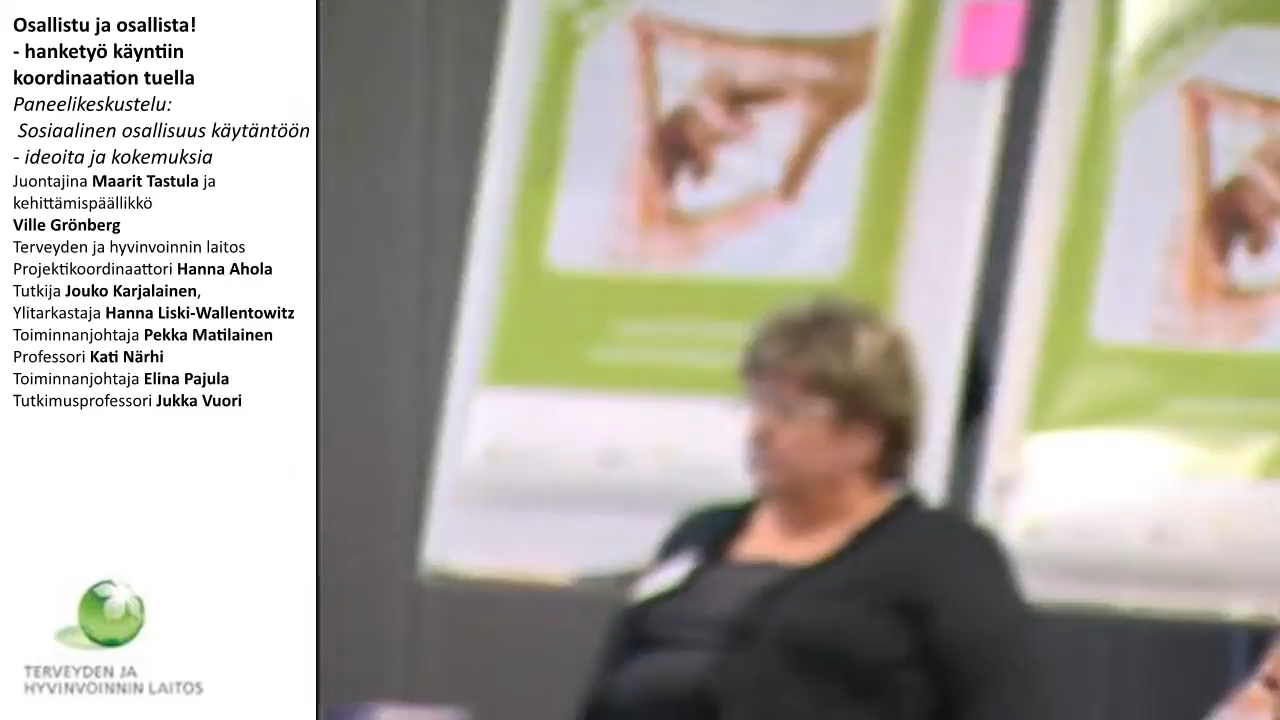 Osallistu ja osallista!
- hanketyö käyntiin
koordinaation tuella
Paneelikeskustelu:
Sosiaalinen osallisuus käytäntöön
- ideoita ja kokemuksia
Juontajina Maarit Tastula ja
kehittämispäällikkö
Ville Grönberg
Terveyden ja hyvinvoinnin laitos
Projektikoordinaattori Hanna Ahola
Tutkija Jouko Karjalainen,
Ylitarkastaja Hanna Liski-Wallentowitz
Toiminnanjohtaja Pekka Matilainen
Professori Kati Närhi
Toiminnanjohtaja Elina Pajula
Tutkimusprofessori Jukka Vuori
TERVEYDEN JA
HYVINVOINNIN LAITOS